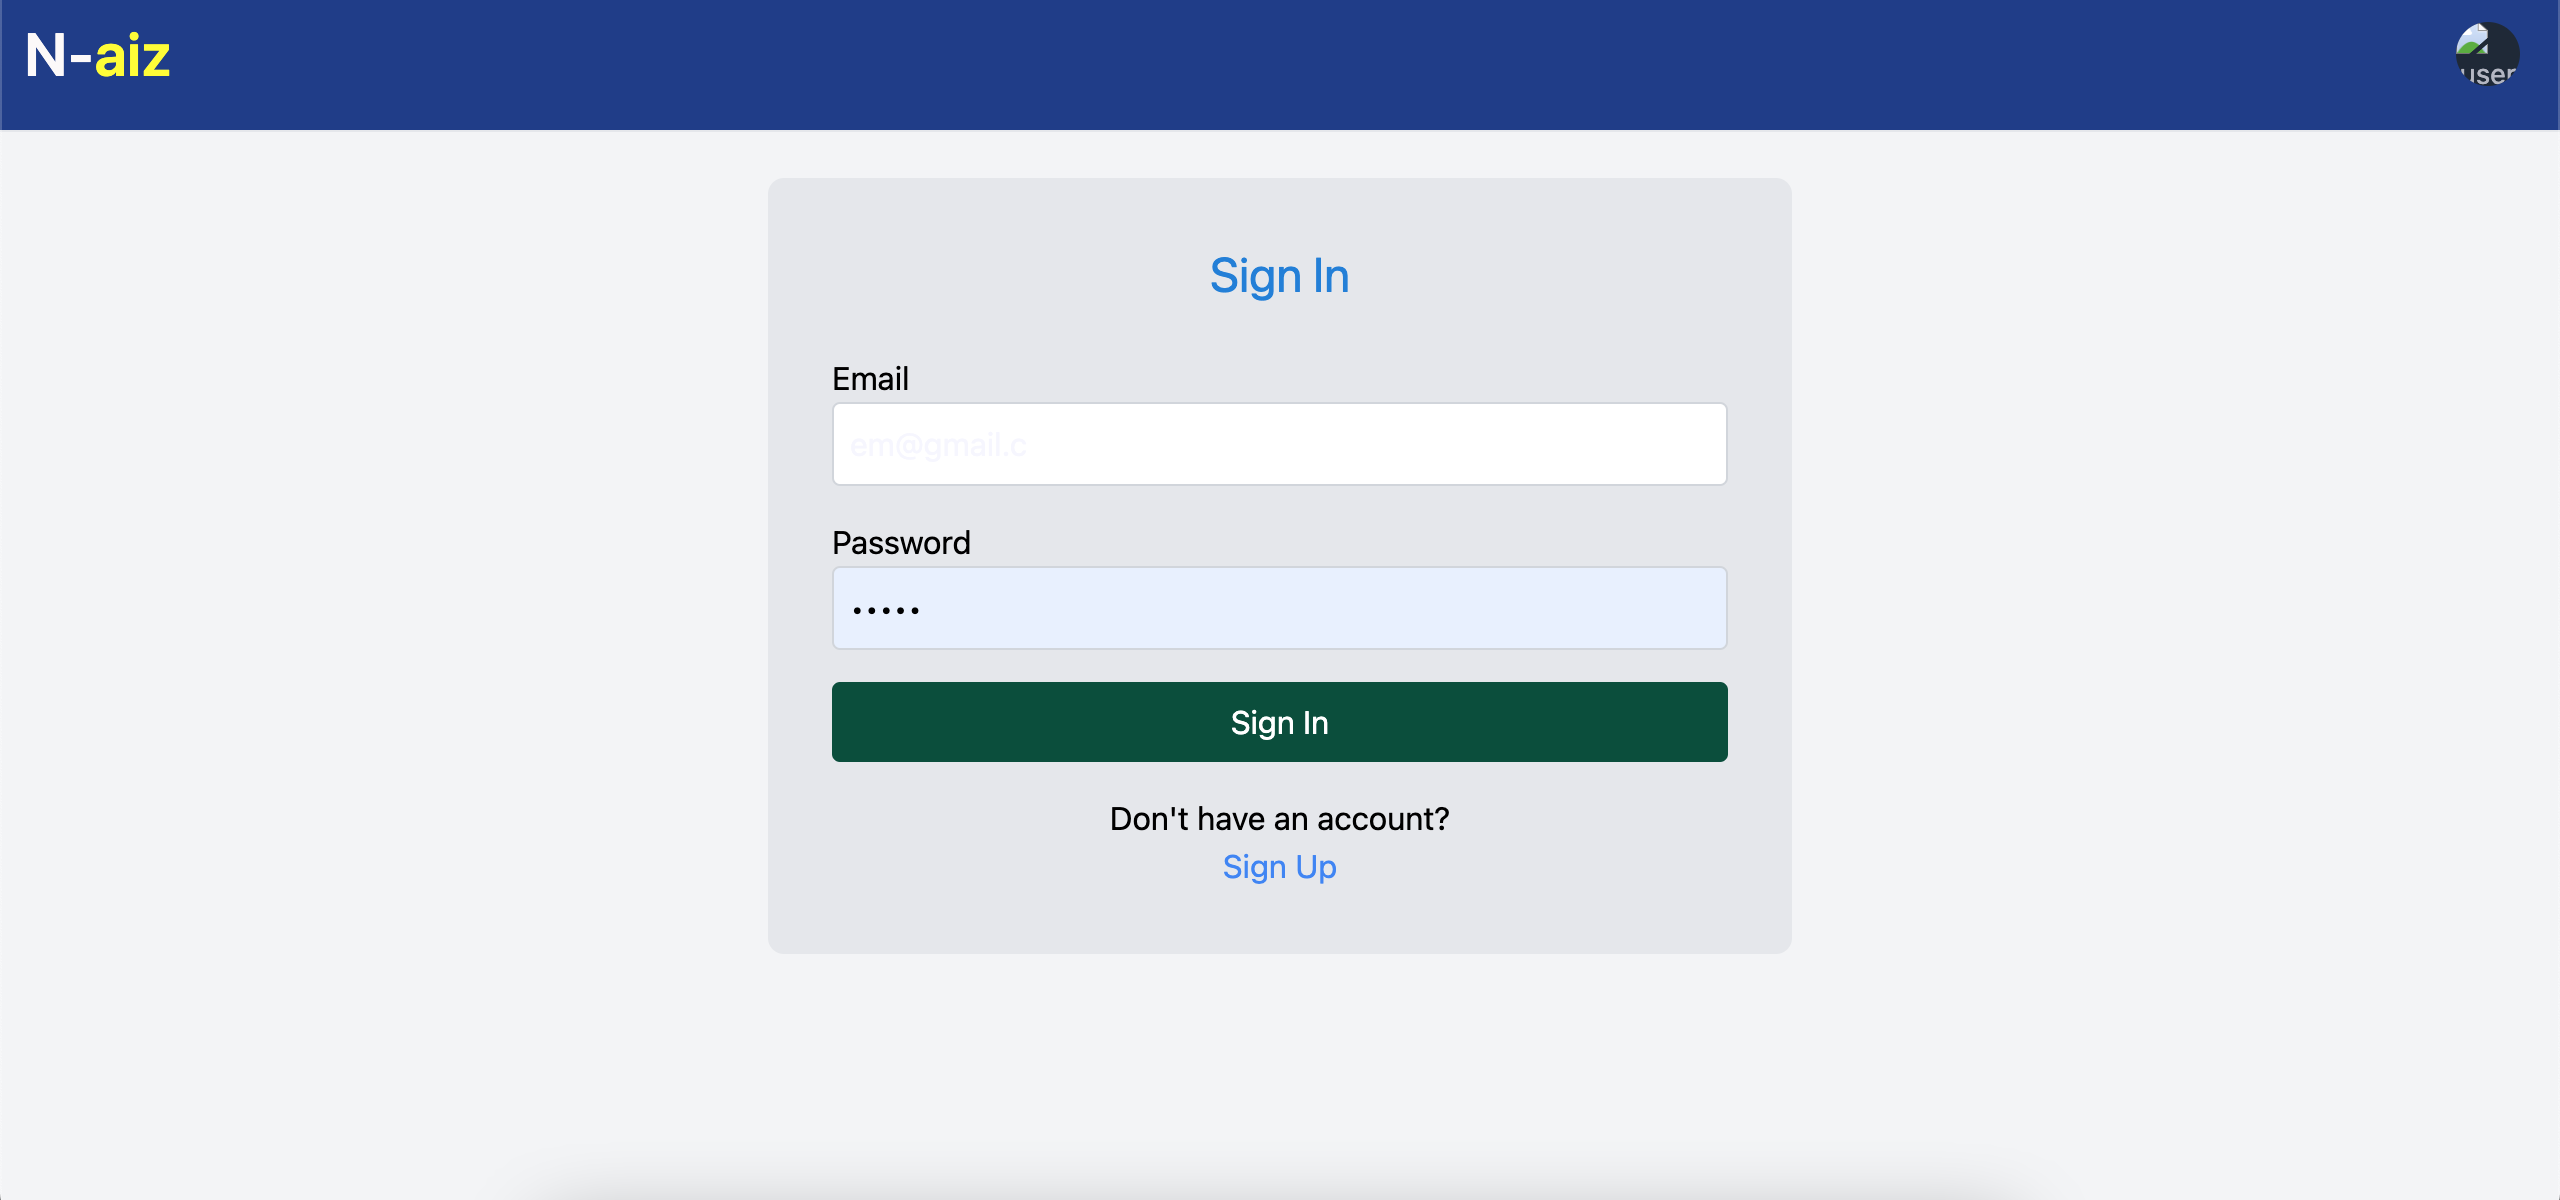 N-aiz
user
Sign In
Email
em@gmail.c
Password
•••••
Sign In
Don't have an account?
Sign Up